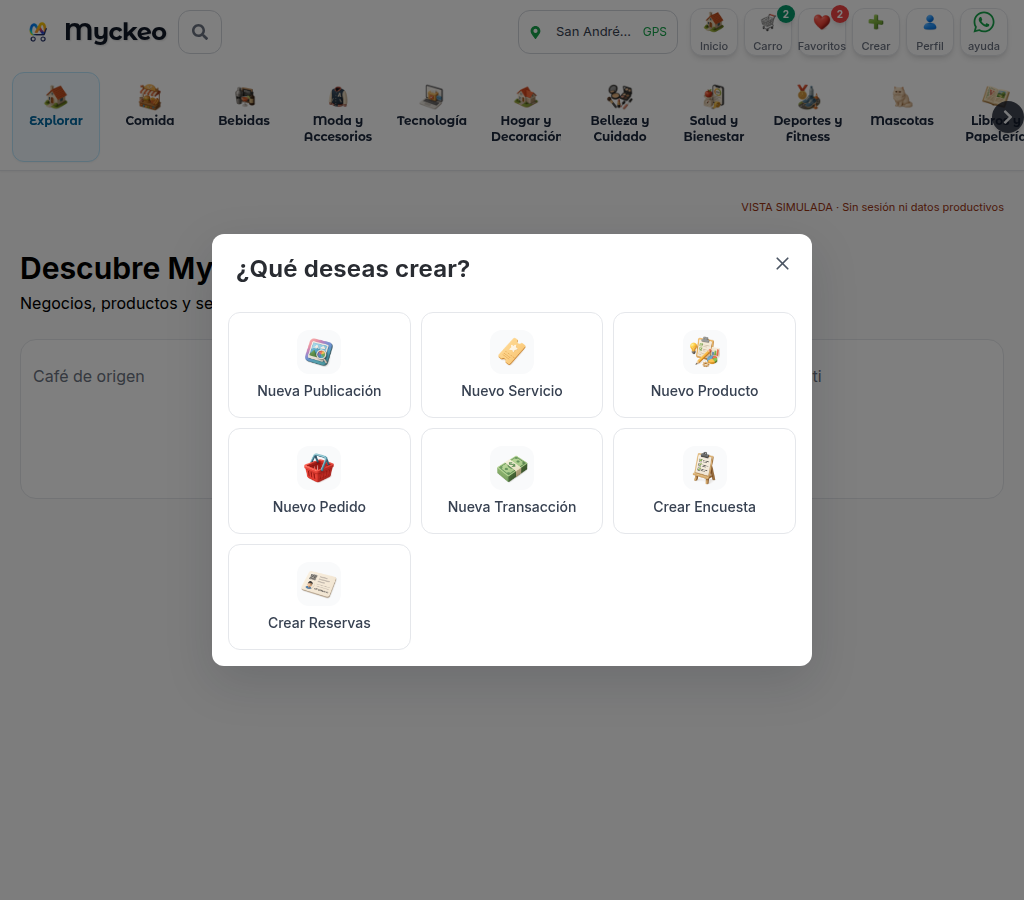 Myckeo
San André...
GPS
Inicio
2
Carro
2
Favoritos
Crear
Perfil
ayuda
Explorar
Comida
Bebidas
Moda y
Accesorios
Tecnología
Hogar y
Decoración
Belleza y
Cuidado
Salud y
Bienestar
Deportes y
Fitness
Mascotas
VISTA SIMULADA · Sin sesión ni datos productivos
Descubre My
Negocios, productos y se
Café de origen
¿Qué deseas crear?
Nueva Publicación
Nuevo Servicio
Nuevo Producto
Nuevo Pedido
Nueva Transacción
Crear Encuesta
Crear Reservas